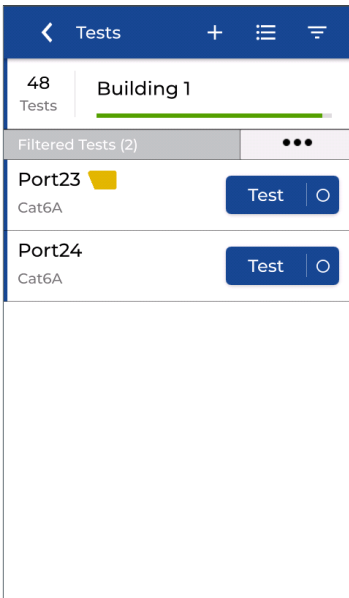 Tests
48
Tests
Building 1
Filtered Tests (2)
Port23
Cat6A
Test
Port24
Cat6A
Test